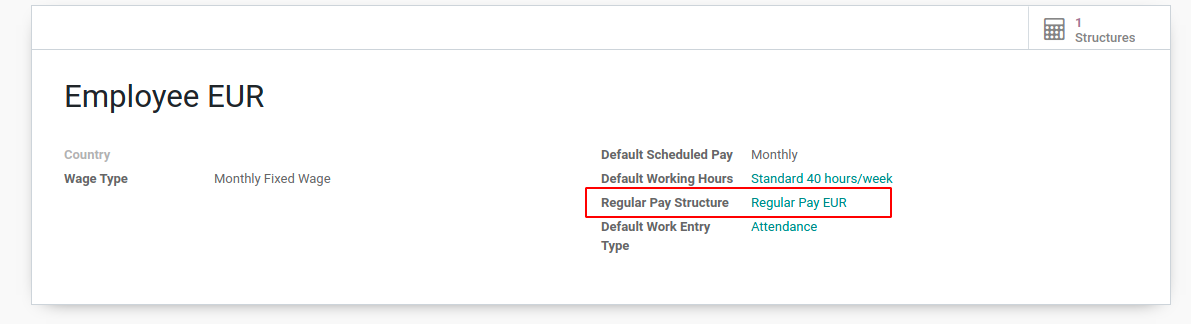 1
Structures
Employee EUR
Country
Wage Type Monthly Fixed Wage
Default Scheduled Pay Monthly
Default Working Hours Standard 40 hours/week
Regular Pay Structure Regular Pay EUR
Default Work Entry Attendance
Type